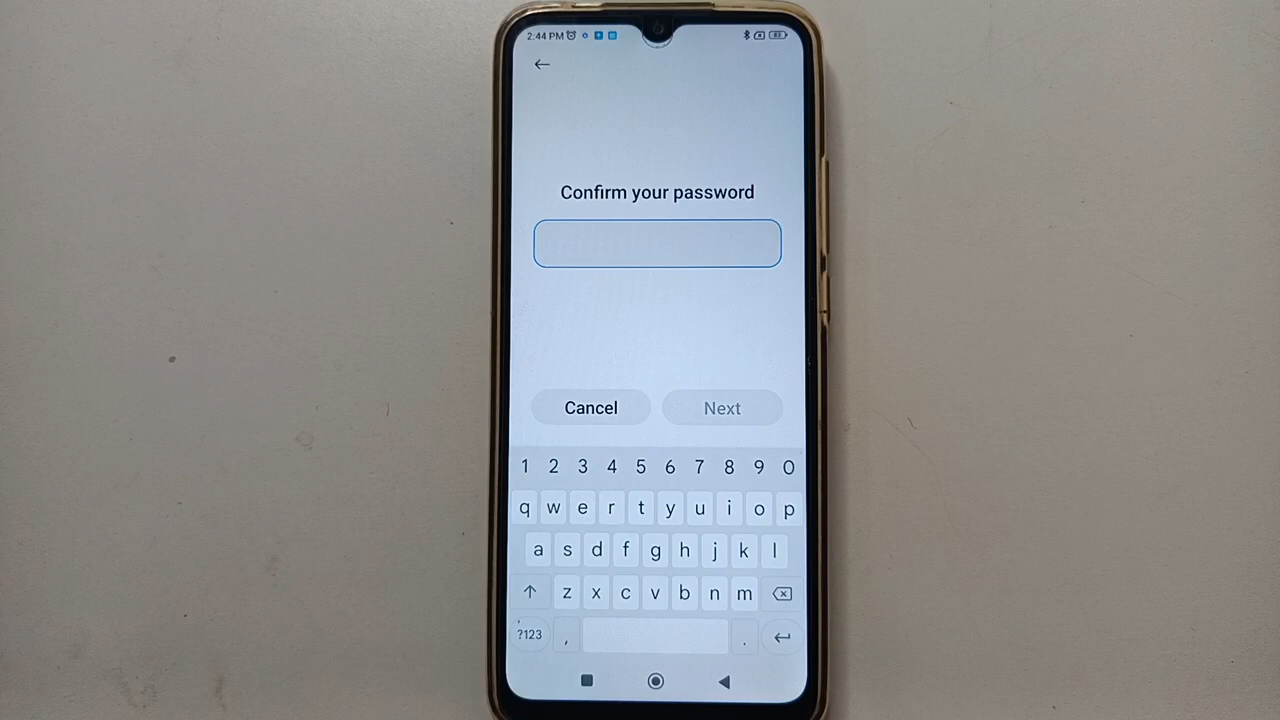 2:44 PM
83
Confirm your password
Cancel Next
1 2 3 4 5 6 7 8 9 0
q w e r t y u i o p
a s d f g h j k l
z x c v b n m
?123 , .